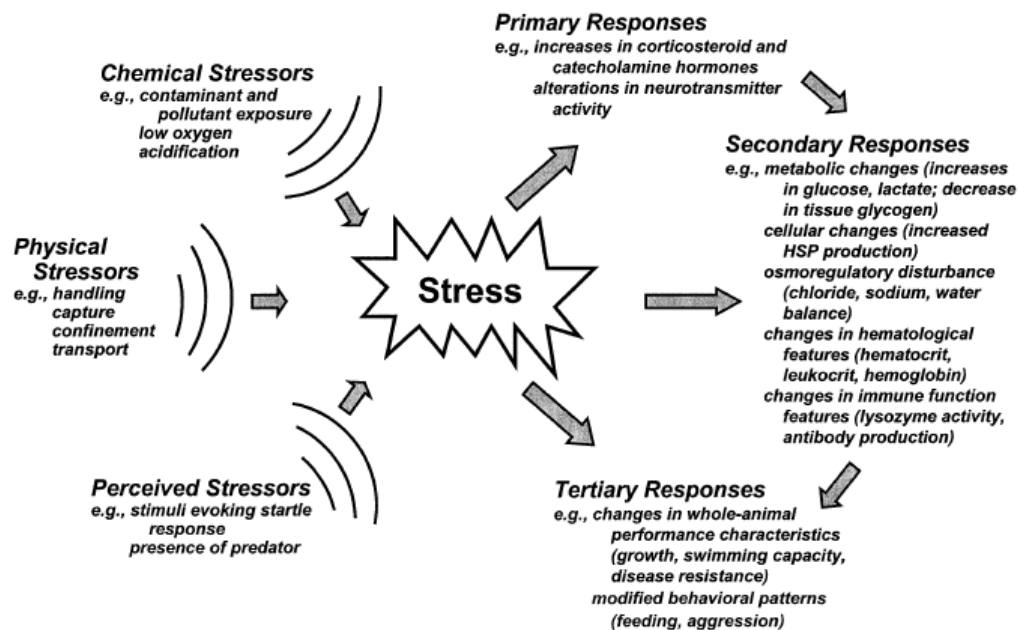 Chemical Stressors
e.g., contaminant and
pollutant exposure
low oxygen
acidification
Physical
Stressors
e.g., handling
capture
confinement
transport
Perceived Stressors
e.g., stimuli evoking startle
response
presence of predator
Stress
Primary Responses
e.g., increases in corticosteroid and
catecholamine hormones
alterations in neurotransmitter
activity
Secondary Responses
e.g., metabolic changes (increases
in glucose, lactate; decrease
in tissue glycogen)
cellular changes (increased
HSP production)
osmoregulatory disturbance
(chloride, sodium, water
balance)
changes in hematological
features (hematocrit,
leukocrit, hemoglobin)
changes in immune function
features (lysozyme activity,
antibody production)
Tertiary Responses
e.g., changes in whole-animal
performance characteristics
(growth, swimming capacity,
disease resistance)
modified behavioral patterns
(feeding, aggression)